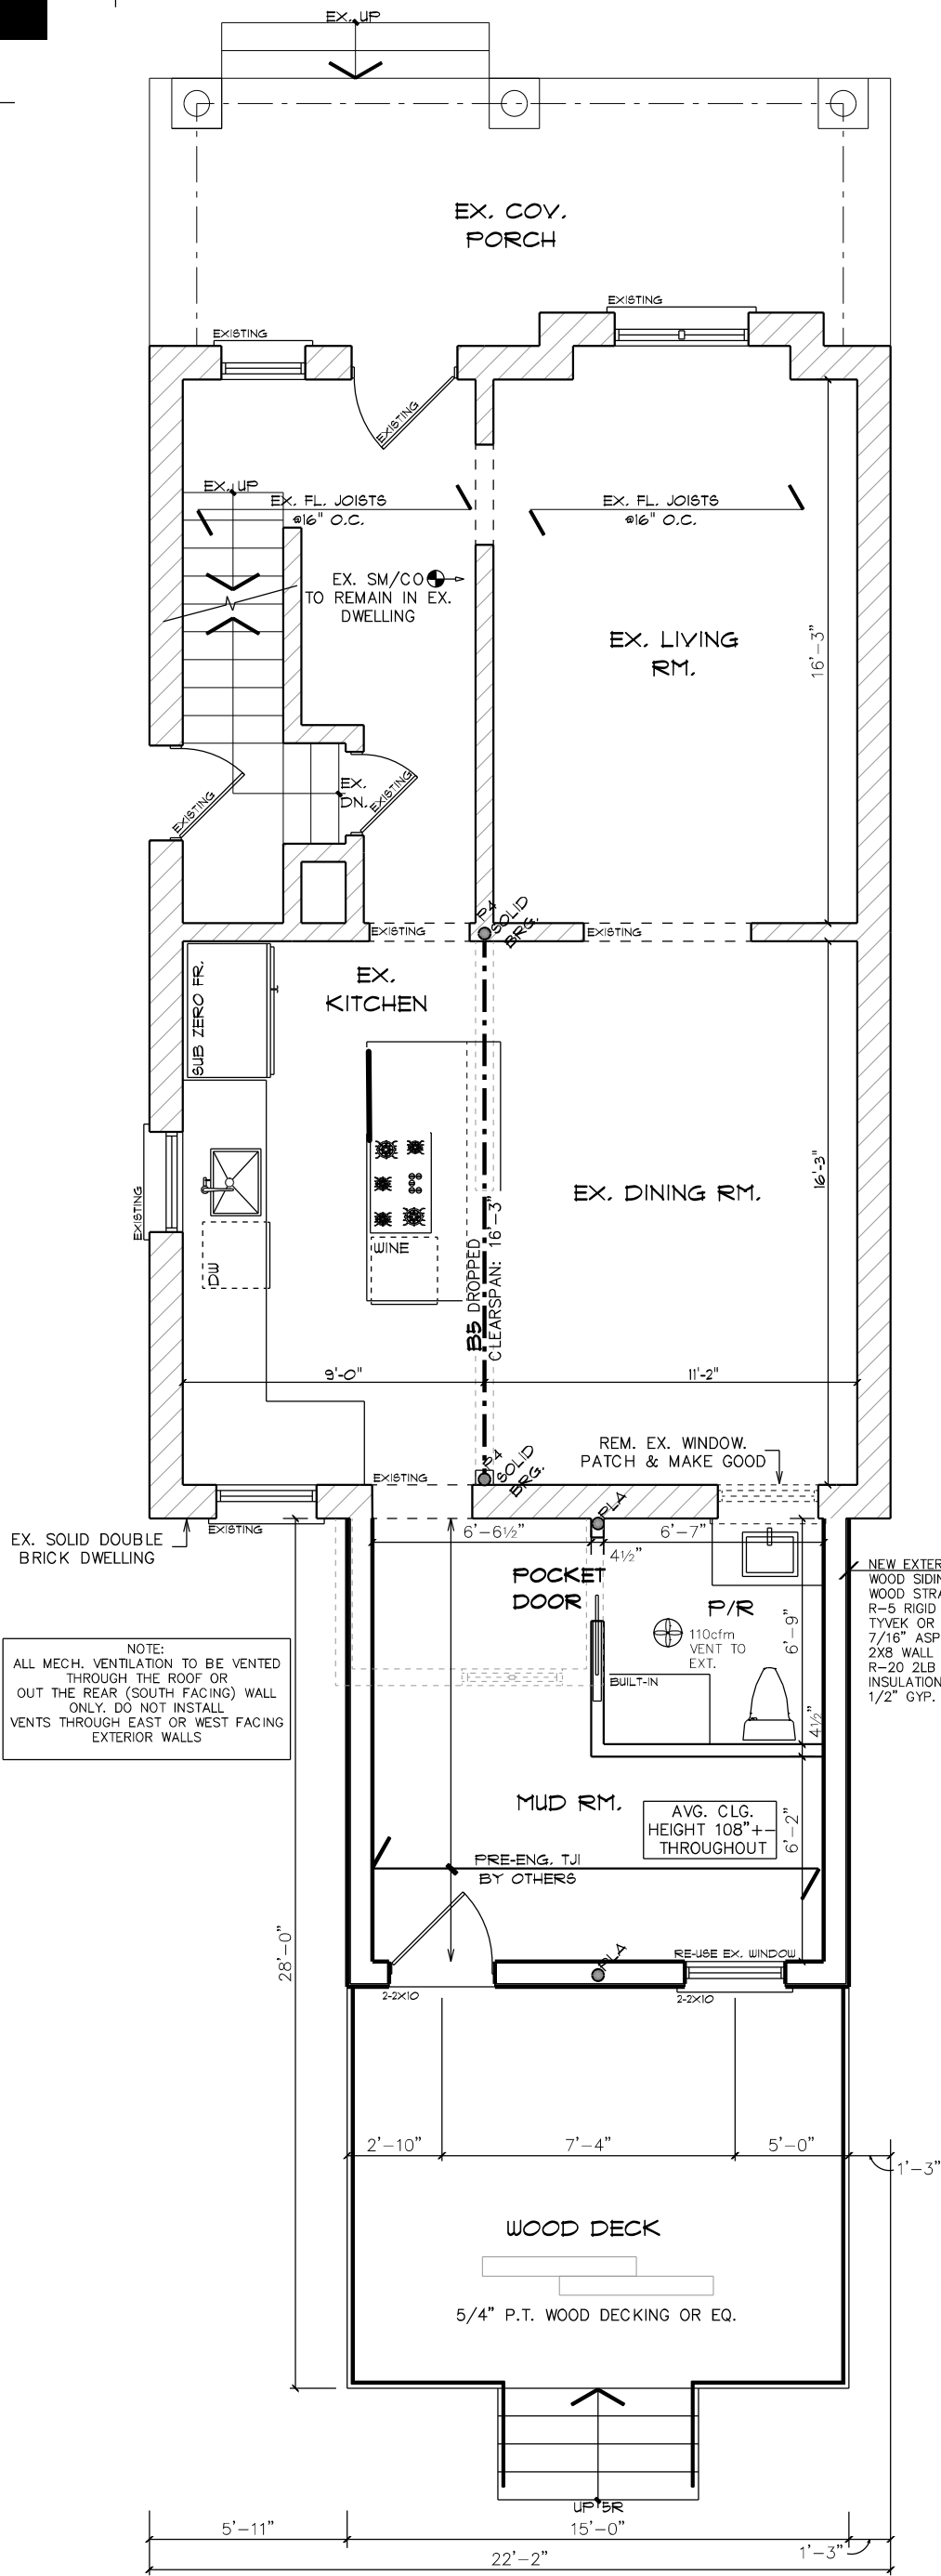 EX. UP
EX. COV.
PORCH
EXISTING
EXISTING
EXISTING
EX. UP
EX. FL. JOISTS
@16" O.C.
EX. FL. JOISTS
@16" O.C.
EX. SM/CO
TO REMAIN IN EX.
DWELLING
EX. LIVING
RM.
16'-3"
EXISTING
EX.
DN.
EXISTING
P4
SOLID
BRG.
EXISTING
EXISTING
SUB ZERO FR.
EX.
KITCHEN
EXISTING
DW
WINE
B5 DROPPED
CLEARSPAN: 16'-3"
EX. DINING RM.
16'-3"
9'-0"
11'-2"
P4
SOLID
BRG.
EXISTING
REM. EX. WINDOW.
PATCH & MAKE GOOD
EXISTING
EX. SOLID DOUBLE
BRICK DWELLING
6'-6½"
PLA
6'-7"
4½"
POCKET
DOOR
P/R
110cfm
VENT TO
EXT.
BUILT-IN
6'-9"
4½"
NEW EXTER
WOOD SIDIN
WOOD STRA
R-5 RIGID
TYVEK OR
7/16" ASP
2X8 WALL
R-20 2LB
INSULATION
1/2" GYP.
NOTE:
ALL MECH. VENTILATION TO BE VENTED
THROUGH THE ROOF OR
OUT THE REAR (SOUTH FACING) WALL
ONLY. DO NOT INSTALL
VENTS THROUGH EAST OR WEST FACING
EXTERIOR WALLS
MUD RM.
AVG. CLG.
HEIGHT 108"+-
THROUGHOUT
6'-2"
PRE-ENG. TJI
BY OTHERS
28'-0"
PLA
RE-USE EX. WINDOW
2-2X10
2-2X10
2'-10"
7'-4"
5'-0"
1'-3"
WOOD DECK
5/4" P.T. WOOD DECKING OR EQ.
UP 5R
5'-11"
15'-0"
1'-3"
22'-2"